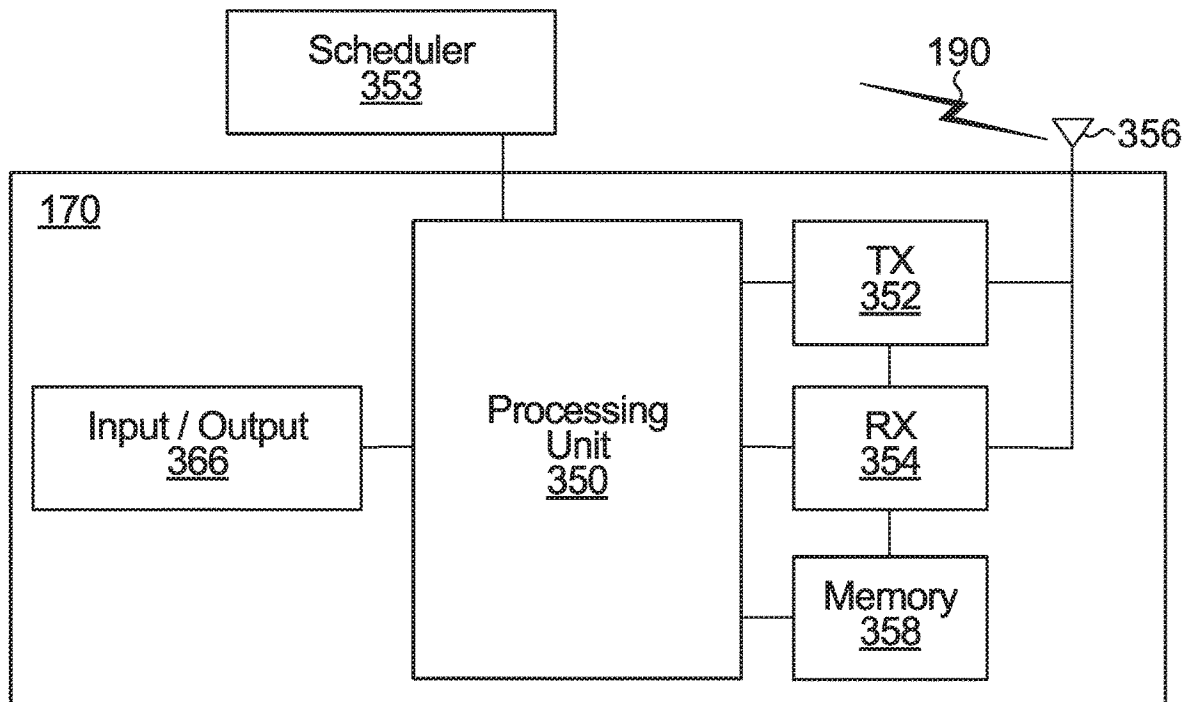 Scheduler
353
190
356
170
TX
352
Input / Output
366
Processing
Unit
350
RX
354
Memory
358